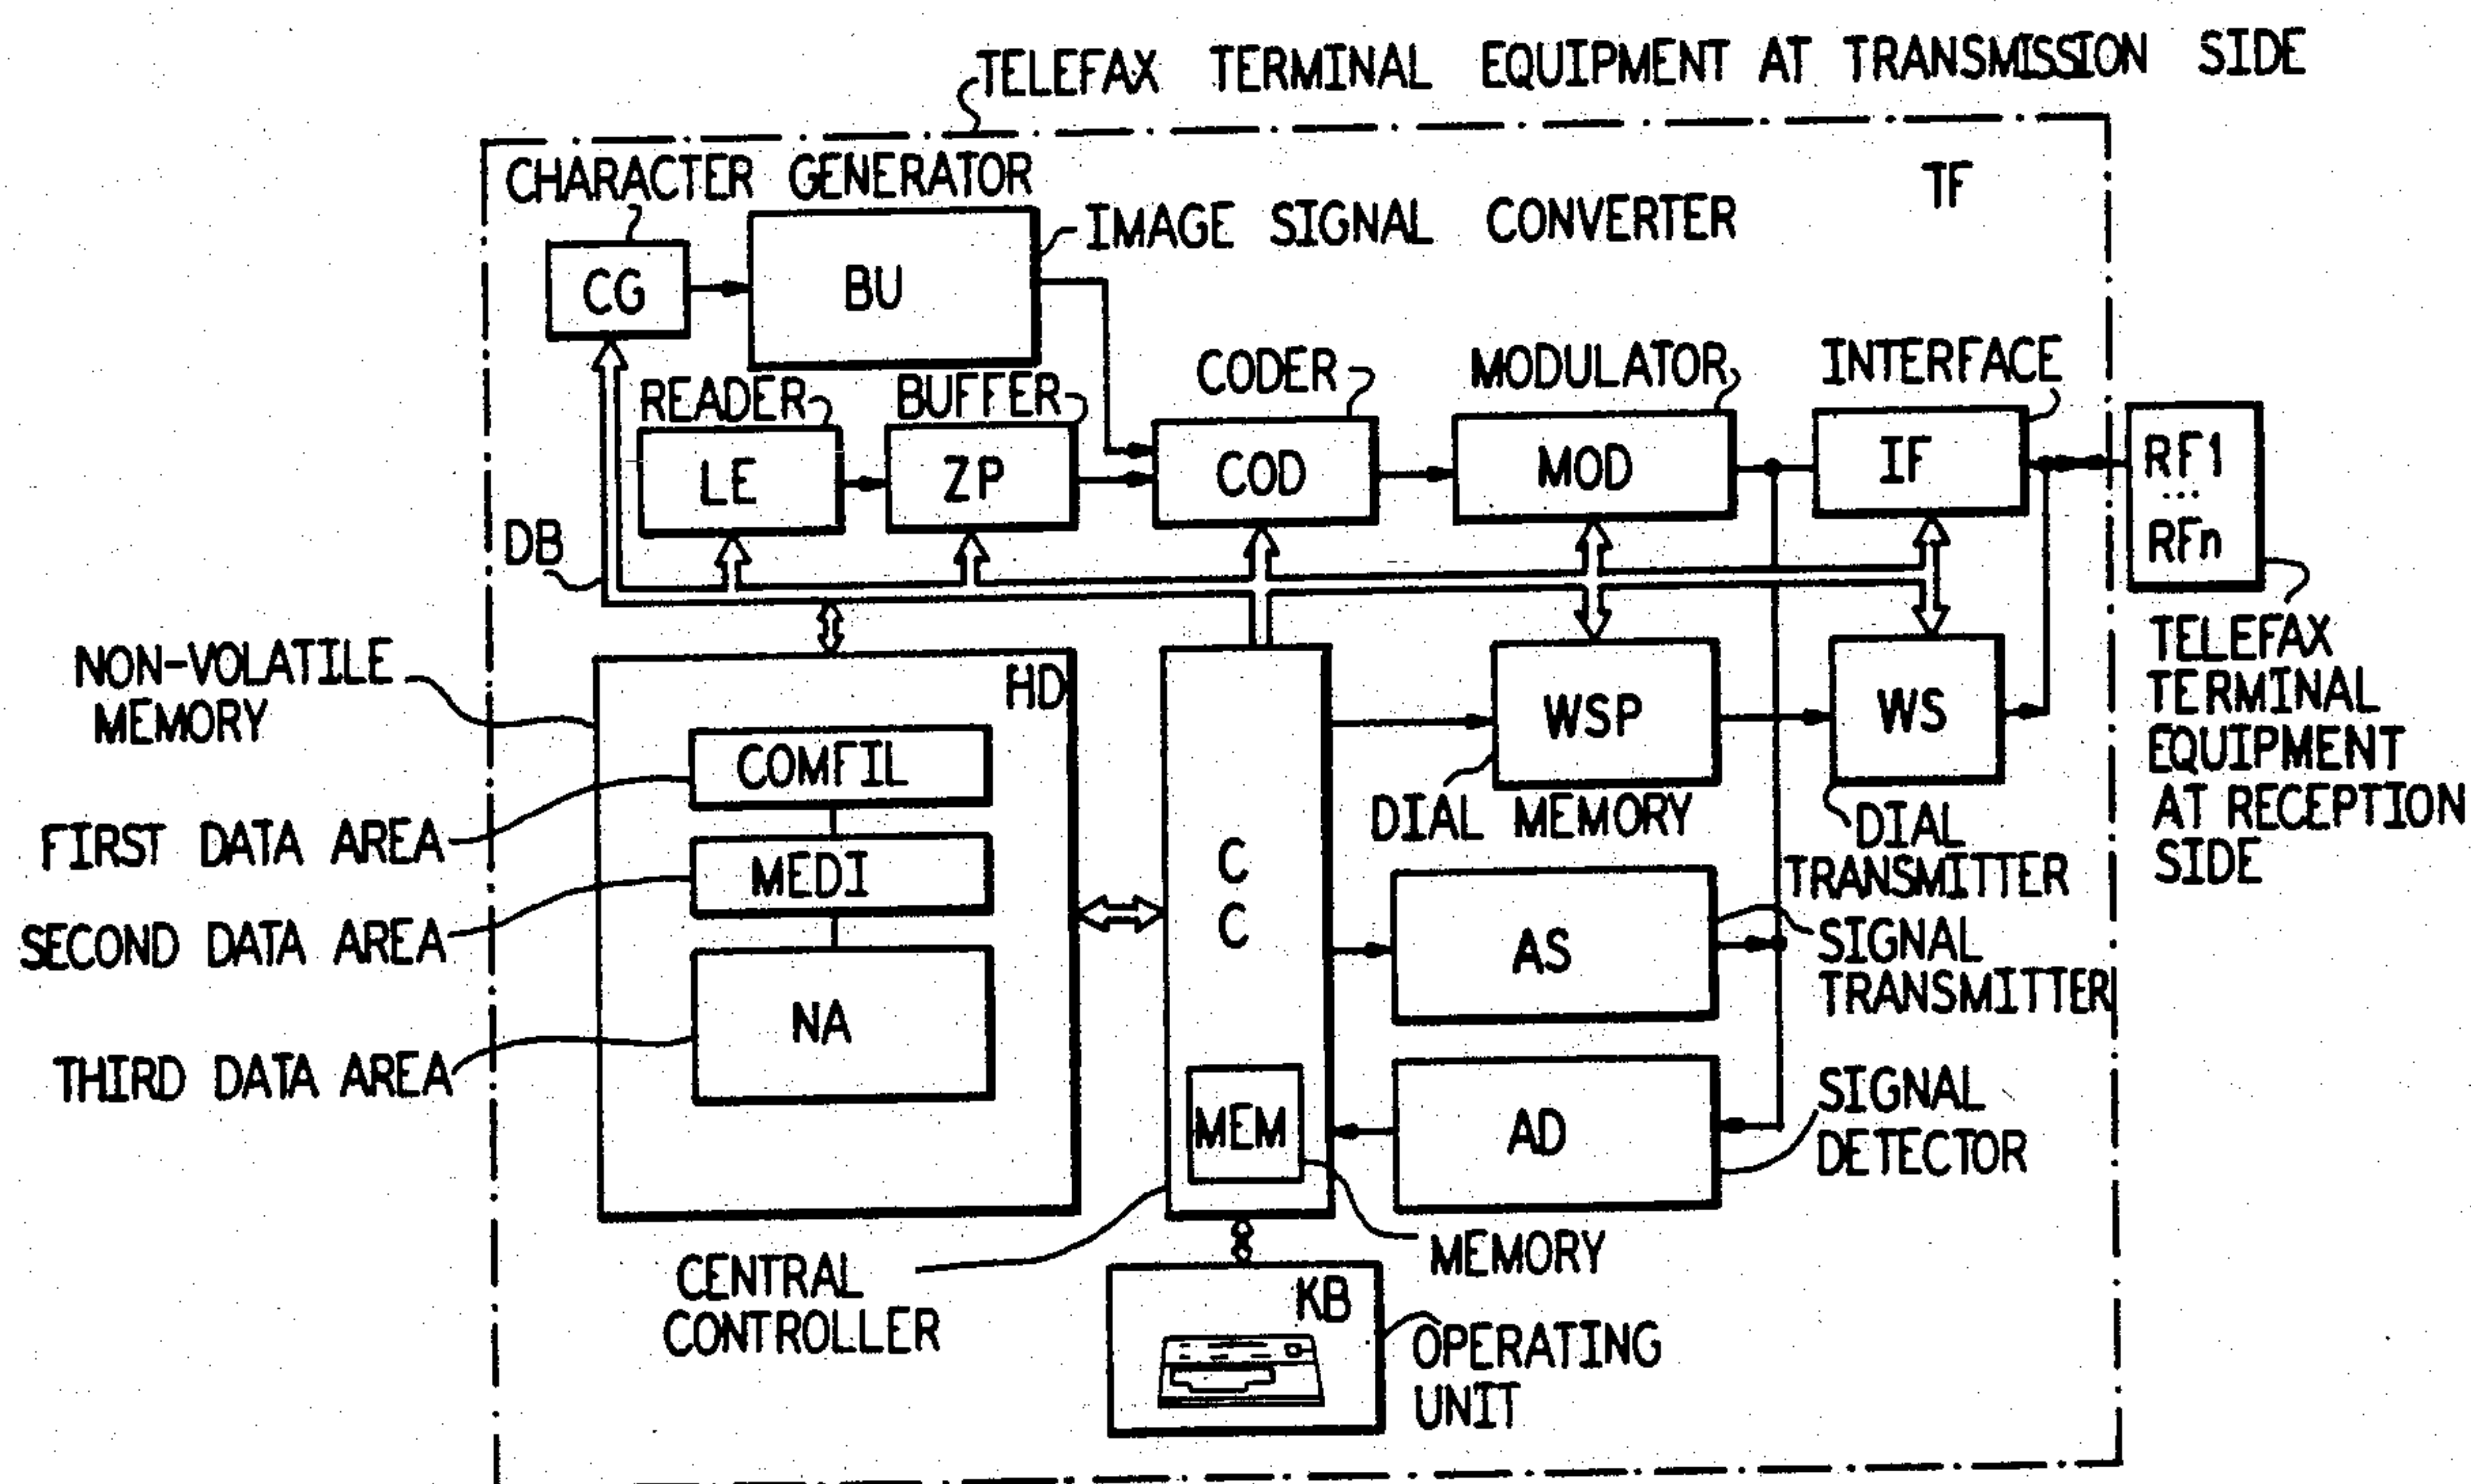 TELEFAX TERMINAL EQUIPMENT AT TRANSMISSION SIDE
CHARACTER GENERATOR
TF
IMAGE SIGNAL CONVERTER
CG
BU
CODER
MODULATOR
INTERFACE
READER
BUFFER
LE
ZP
COD
MOD
IF
RF1
...
RFn
DB
NON-VOLATILE
MEMORY
HD
TELEFAX
TERMINAL
EQUIPMENT
AT RECEPTION
SIDE
COMFIL
WSP
WS
DIAL MEMORY
DIAL
TRANSMITTER
FIRST DATA AREA
MEDI
C
C
SECOND DATA AREA
AS
SIGNAL
TRANSMITTER
NA
THIRD DATA AREA
MEM
AD
SIGNAL
DETECTOR
MEMORY
CENTRAL
CONTROLLER
KB
OPERATING
UNIT